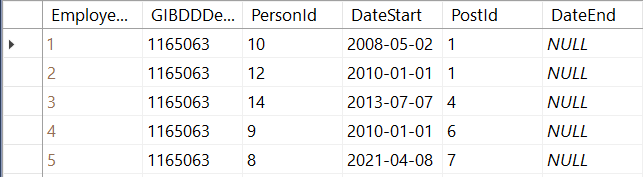 Employe... GIBDDDe... PersonId DateStart PostId DateEnd
1 1165063 10 2008-05-02 1 NULL
2 1165063 12 2010-01-01 1 NULL
3 1165063 14 2013-07-07 4 NULL
4 1165063 9 2010-01-01 6 NULL
5 1165063 8 2021-04-08 7 NULL